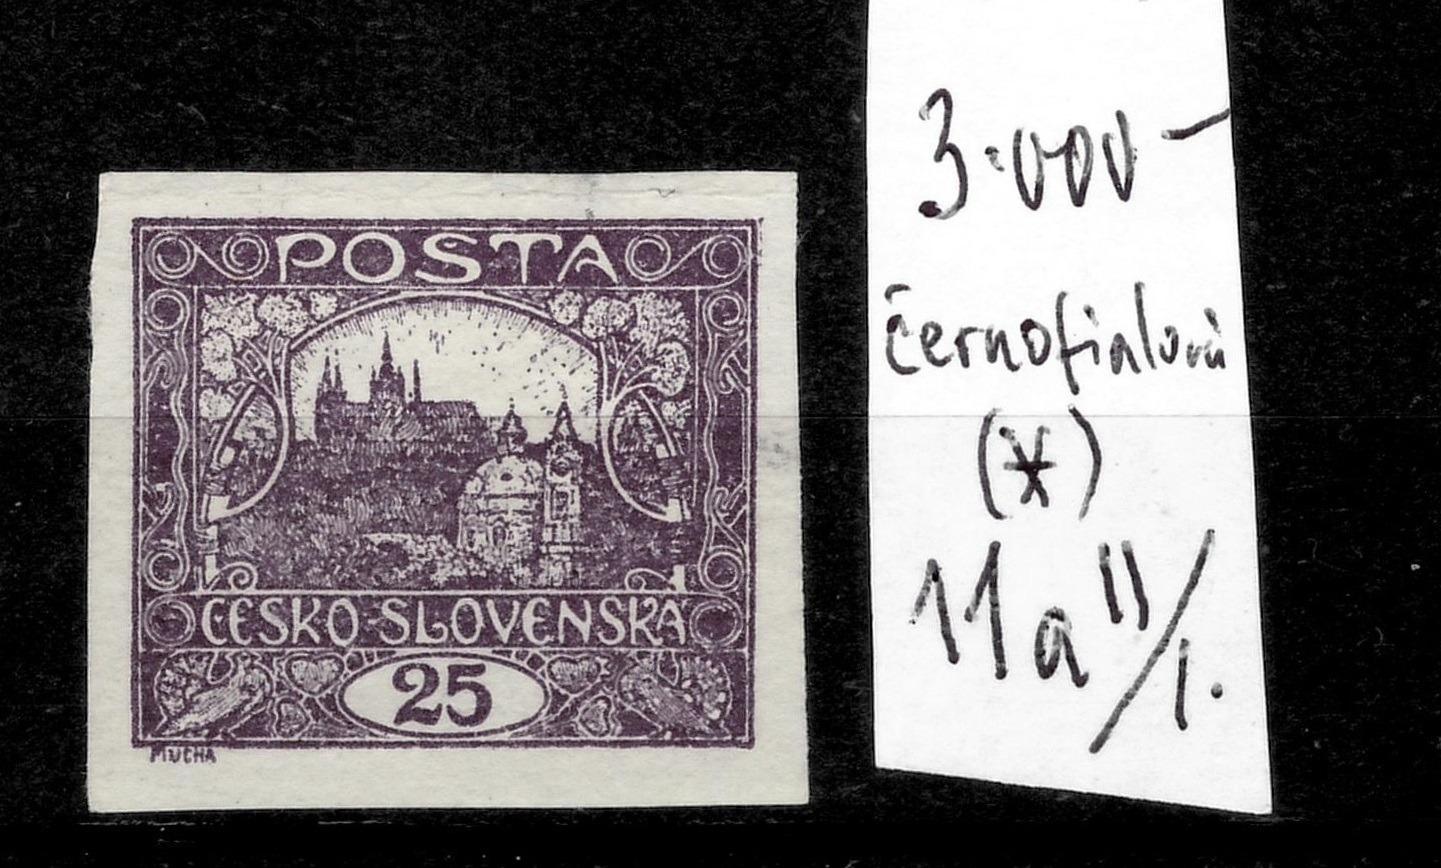 POSTA
ČESKO-SLOVENSKÁ
25
MUCHA
3.000-
černofialová
(*)
11a II/1.